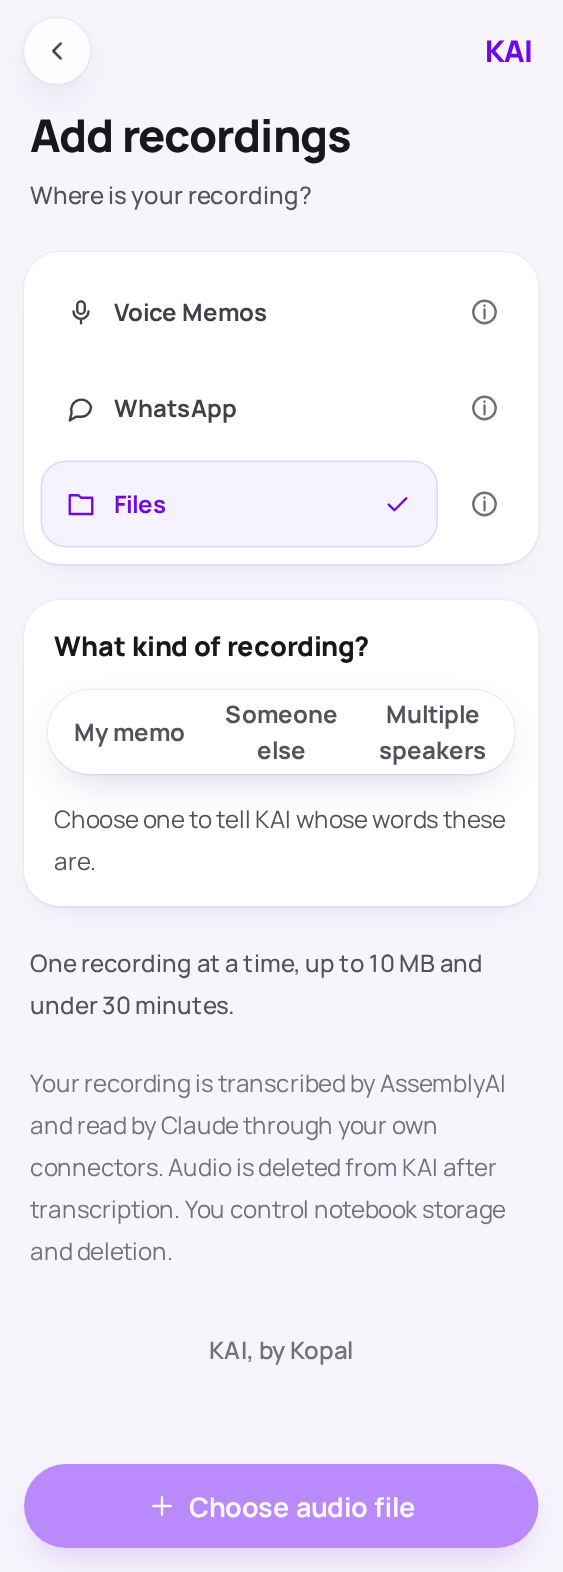 KAI
Add recordings
Where is your recording?
Voice Memos
WhatsApp
Files
What kind of recording?
My memo
Someone
else
Multiple
speakers
Choose one to tell KAI whose words these
are.
One recording at a time, up to 10 MB and
under 30 minutes.
Your recording is transcribed by AssemblyAI
and read by Claude through your own
connectors. Audio is deleted from KAI after
transcription. You control notebook storage
and deletion.
KAI, by Kopal
+ Choose audio file